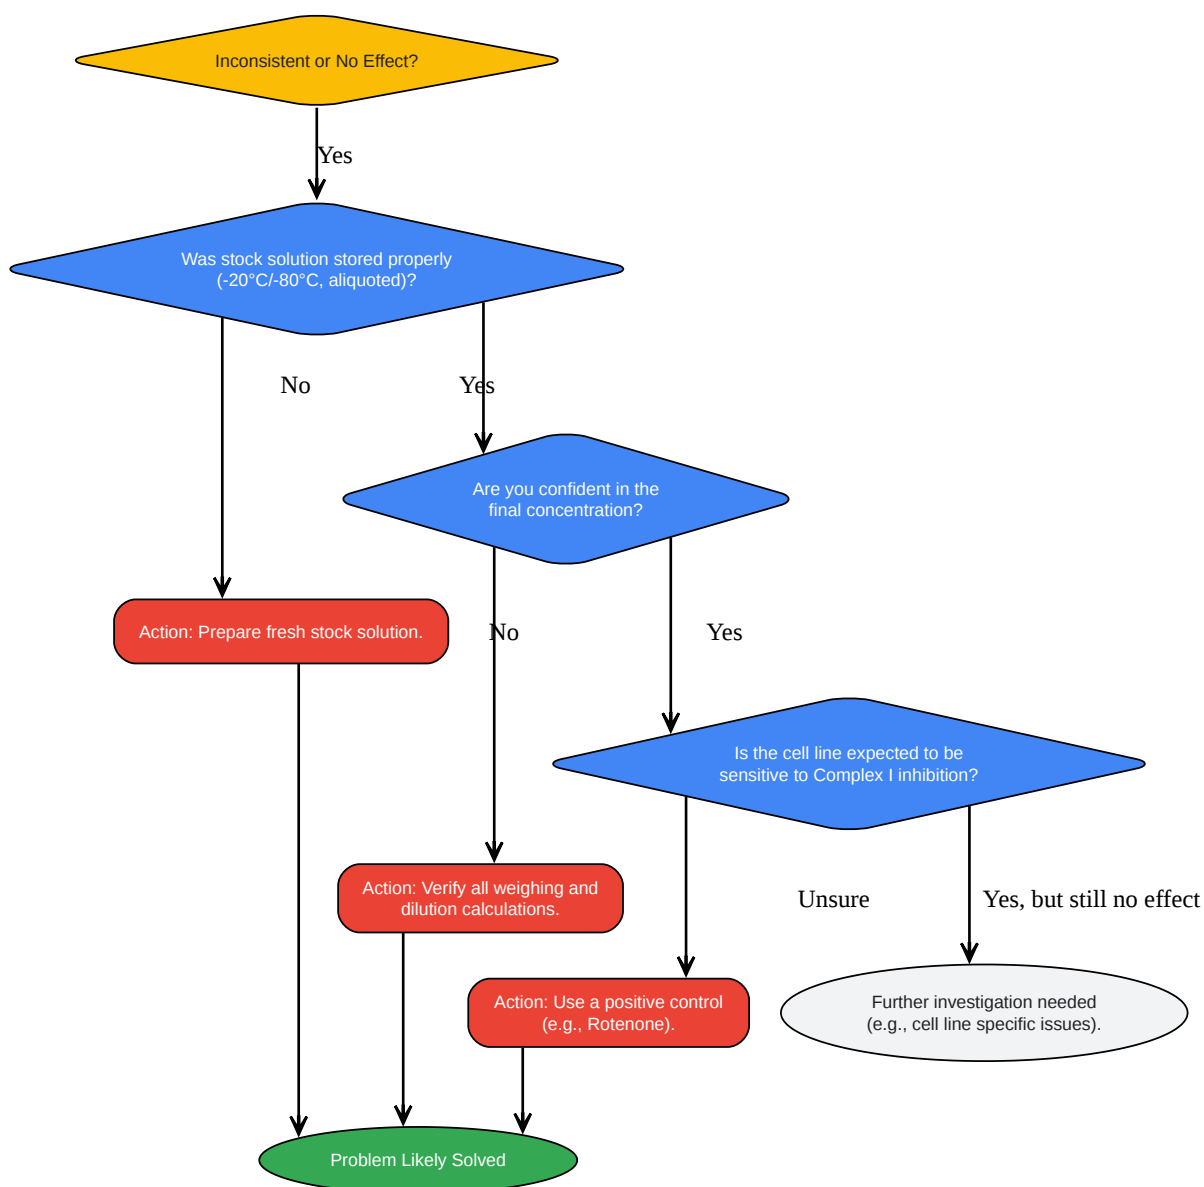 Inconsistent or No Effect?
Yes
Was stock solution stored properly
(-20°C/-80°C, aliquoted)?
No
Yes
Are you confident in the
final concentration?
Action: Prepare fresh stock solution.
No
Yes
Is the cell line expected to be
sensitive to Complex I inhibition?
Action: Verify all weighing and
dilution calculations.
Unsure
Yes, but still no effect
Action: Use a positive control
(e.g., Rotenone).
Further investigation needed
(e.g., cell line specific issues).
Problem Likely Solved